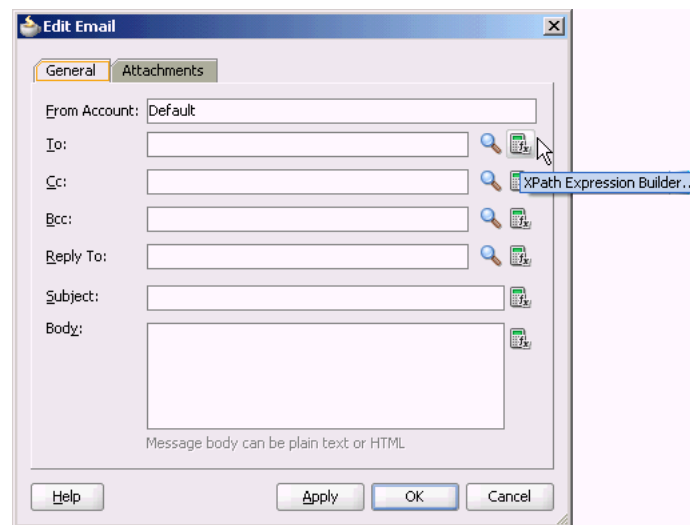 Edit Email
General Attachments
From Account: Default
To:
XPath Expression Builder..
Cc:
Bcc:
Reply To:
Subject:
Body:
Message body can be plain text or HTML
Help Apply OK Cancel